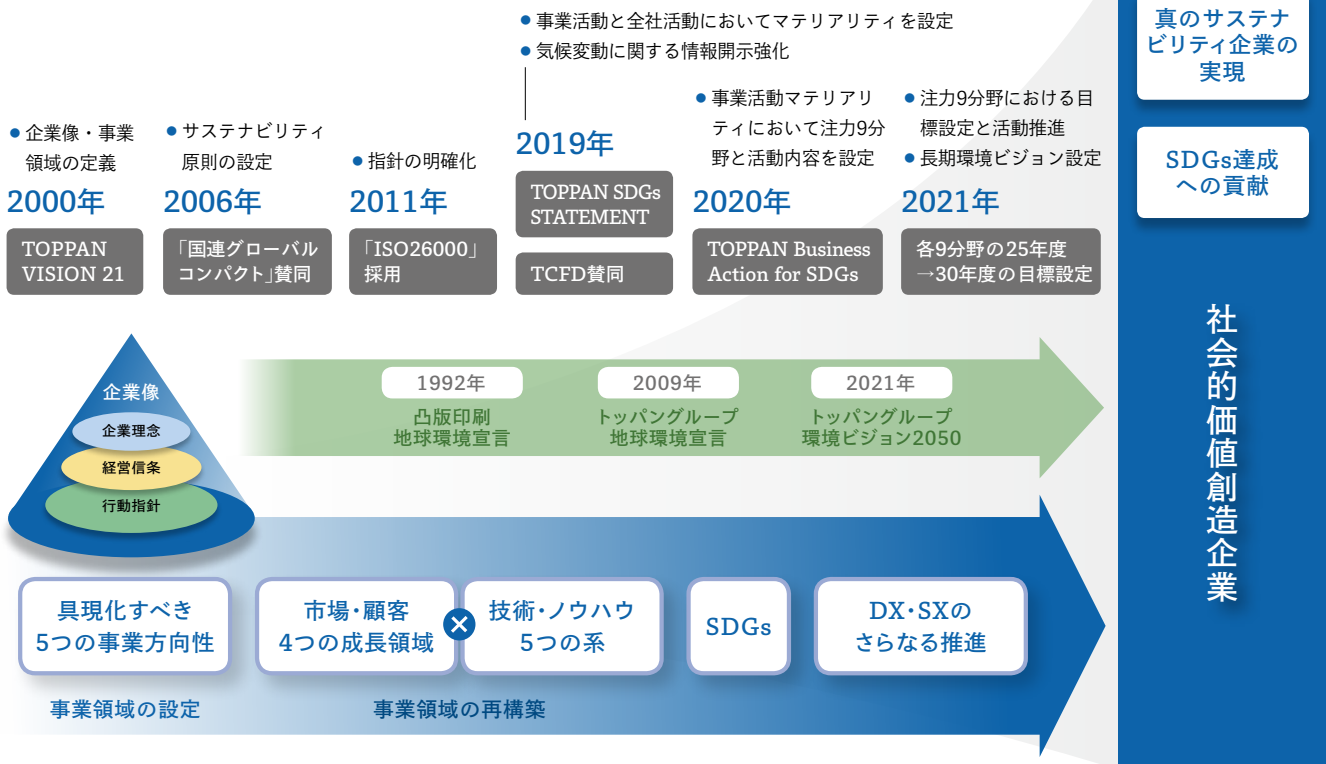 ● 事業活動と全社活動においてマテリアリティを設定
● 気候変動に関する情報開示強化
● 企業像・事業
領域の定義
2000年
TOPPAN
VISION 21
● サステナビリティ
原則の設定
2006年
「国連グローバル
コンパクト」賛同
● 指針の明確化
2011年
「ISO26000」
採用
2019年
TOPPAN SDGs
STATEMENT
TCFD賛同
● 事業活動マテリアリ
ティにおいて注力9分
野と活動内容を設定
2020年
TOPPAN Business
Action for SDGs
● 注力9分野における目
標設定と活動推進
● 長期環境ビジョン設定
2021年
各9分野の25年度
→30年度の目標設定
真のサステナ
ビリティ企業の
実現
SDGs達成
への貢献
社会的価値創造企業
企業像
企業理念
経営信条
行動指針
1992年
凸版印刷
地球環境宣言
2009年
トッパングループ
地球環境宣言
2021年
トッパングループ
環境ビジョン2050
具現化すべき
5つの事業方向性
市場・顧客
4つの成長領域
×
技術・ノウハウ
5つの系
SDGs
DX・SXの
さらなる推進
事業領域の設定
事業領域の再構築